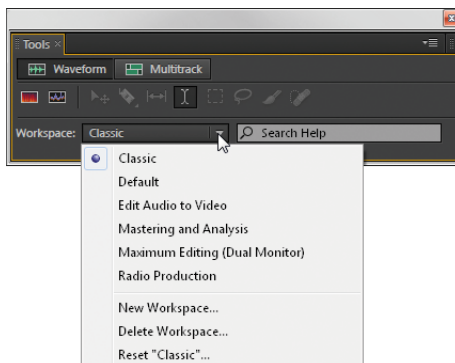 Tools
Waveform Multitrack
Workspace: Classic Search Help
Classic
Default
Edit Audio to Video
Mastering and Analysis
Maximum Editing (Dual Monitor)
Radio Production
New Workspace...
Delete Workspace...
Reset "Classic"...